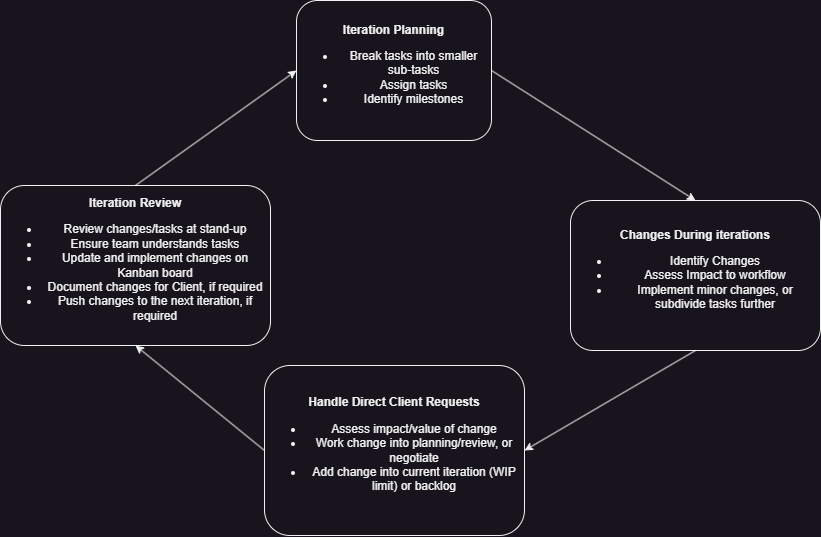 Iteration Planning
• Break tasks into smaller
sub-tasks
• Assign tasks
• Identify milestones
Changes During iterations
• Identify Changes
• Assess Impact to workflow
• Implement minor changes, or
subdivide tasks further
Handle Direct Client Requests
• Assess impact/value of change
• Work change into planning/review, or
negotiate
• Add change into current iteration (WIP
limit) or backlog
Iteration Review
• Review changes/tasks at stand-up
• Ensure team understands tasks
• Update and implement changes on
Kanban board
• Document changes for Client, if required
• Push changes to the next iteration, if
required